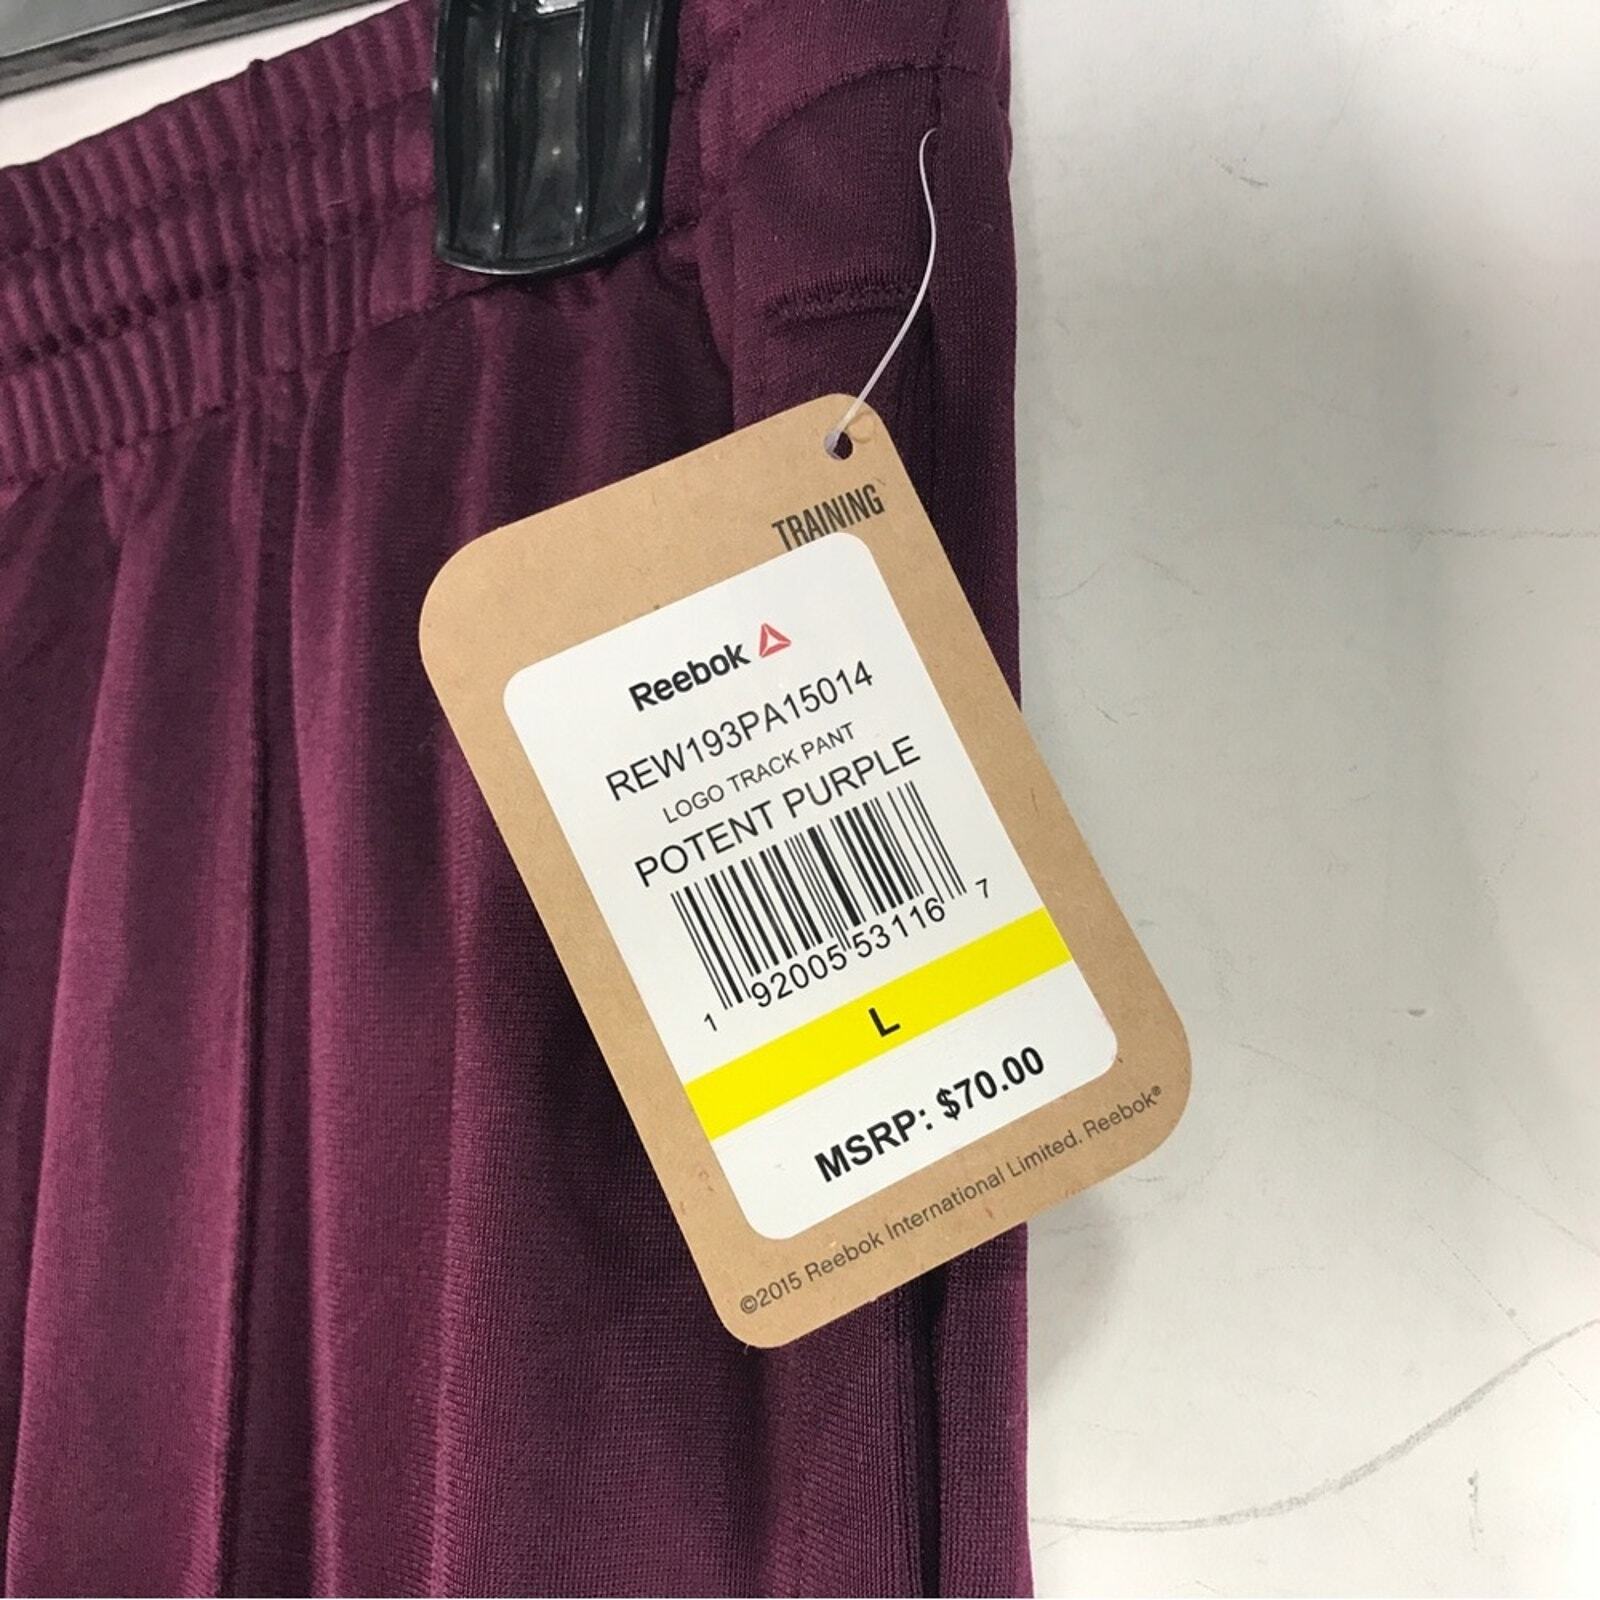 TRAINING
Reebok
REW193PA15014
LOGO TRACK PANT
POTENT PURPLE
1 92005 53116 7
L
MSRP: $70.00
©2015 Reebok International Limited. Reebok®